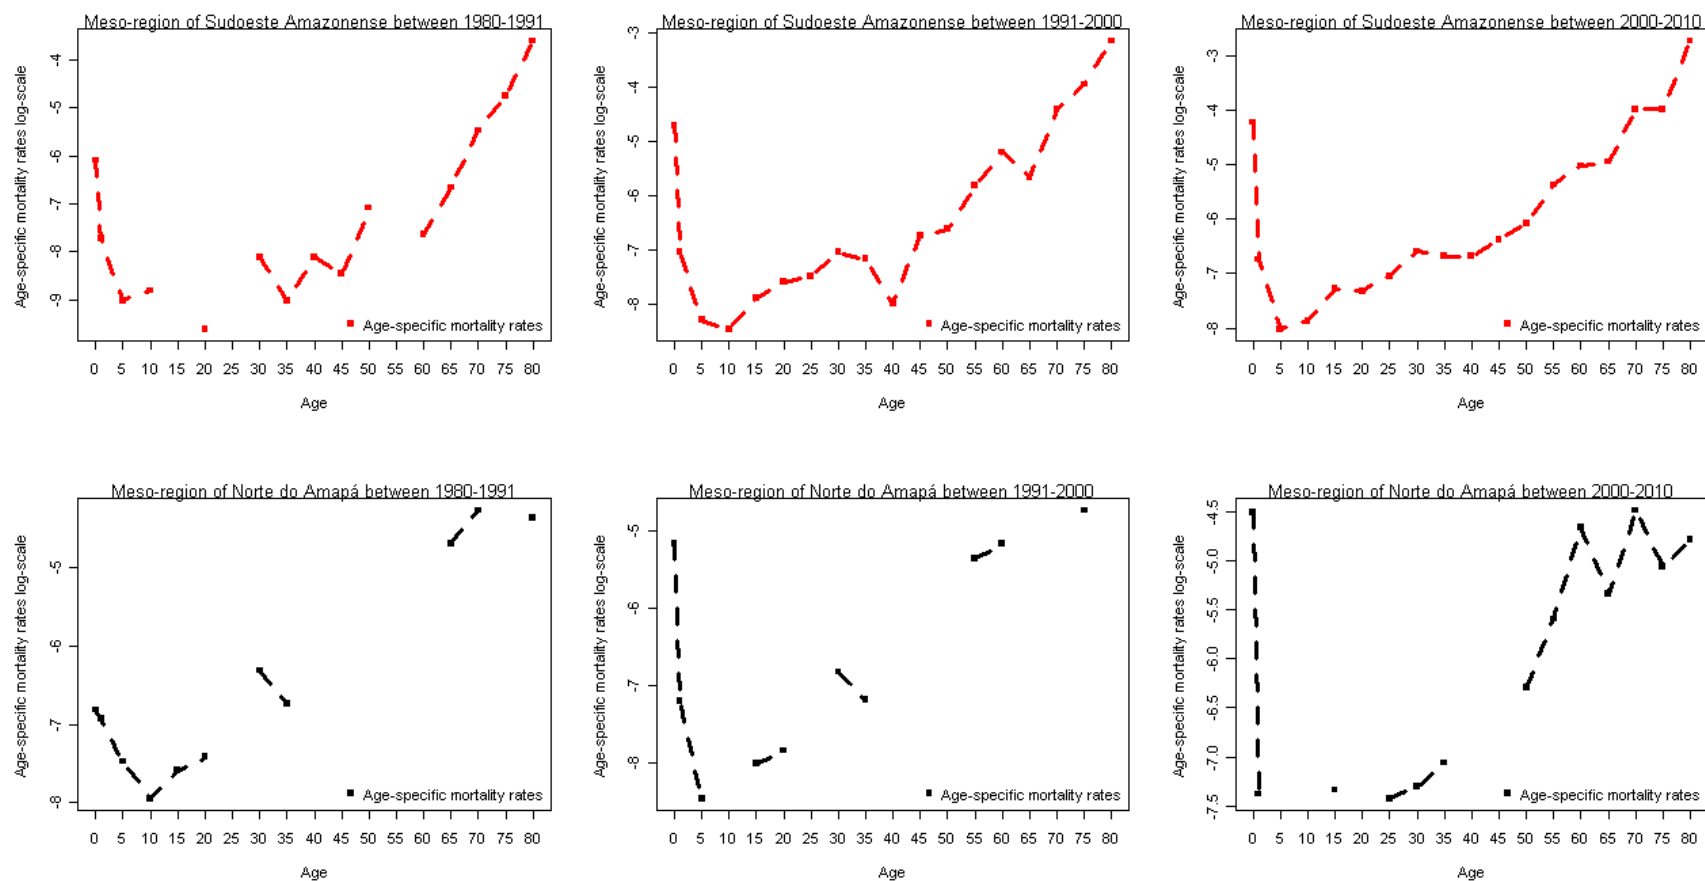 Meso-region of Sudoeste Amazonense between 1980-1991
Age-specific mortality rates log-scale
-4
-5
-6
-7
-8
-9
Age-specific mortality rates
0 5 10 15 20 25 30 35 40 45 50 55 60 65 70 75 80
Age
Meso-region of Sudoeste Amazonense between 1991-2000
Age-specific mortality rates log-scale
-3
-4
-5
-6
-7
-8
Age-specific mortality rates
0 5 10 15 20 25 30 35 40 45 50 55 60 65 70 75 80
Age
Meso-region of Sudoeste Amazonense between 2000-2010
Age-specific mortality rates log-scale
-3
-4
-5
-6
-7
-8
Age-specific mortality rates
0 5 10 15 20 25 30 35 40 45 50 55 60 65 70 75 80
Age
Meso-region of Norte do Amapá between 1980-1991
Age-specific mortality rates log-scale
-5
-6
-7
-8
Age-specific mortality rates
0 5 10 15 20 25 30 35 40 45 50 55 60 65 70 75 80
Age
Meso-region of Norte do Amapá between 1991-2000
Age-specific mortality rates log-scale
-5
-6
-7
-8
Age-specific mortality rates
0 5 10 15 20 25 30 35 40 45 50 55 60 65 70 75 80
Age
Meso-region of Norte do Amapá between 2000-2010
Age-specific mortality rates log-scale
-4.5
-5.0
-5.5
-6.0
-6.5
-7.0
-7.5
Age-specific mortality rates
0 5 10 15 20 25 30 35 40 45 50 55 60 65 70 75 80
Age